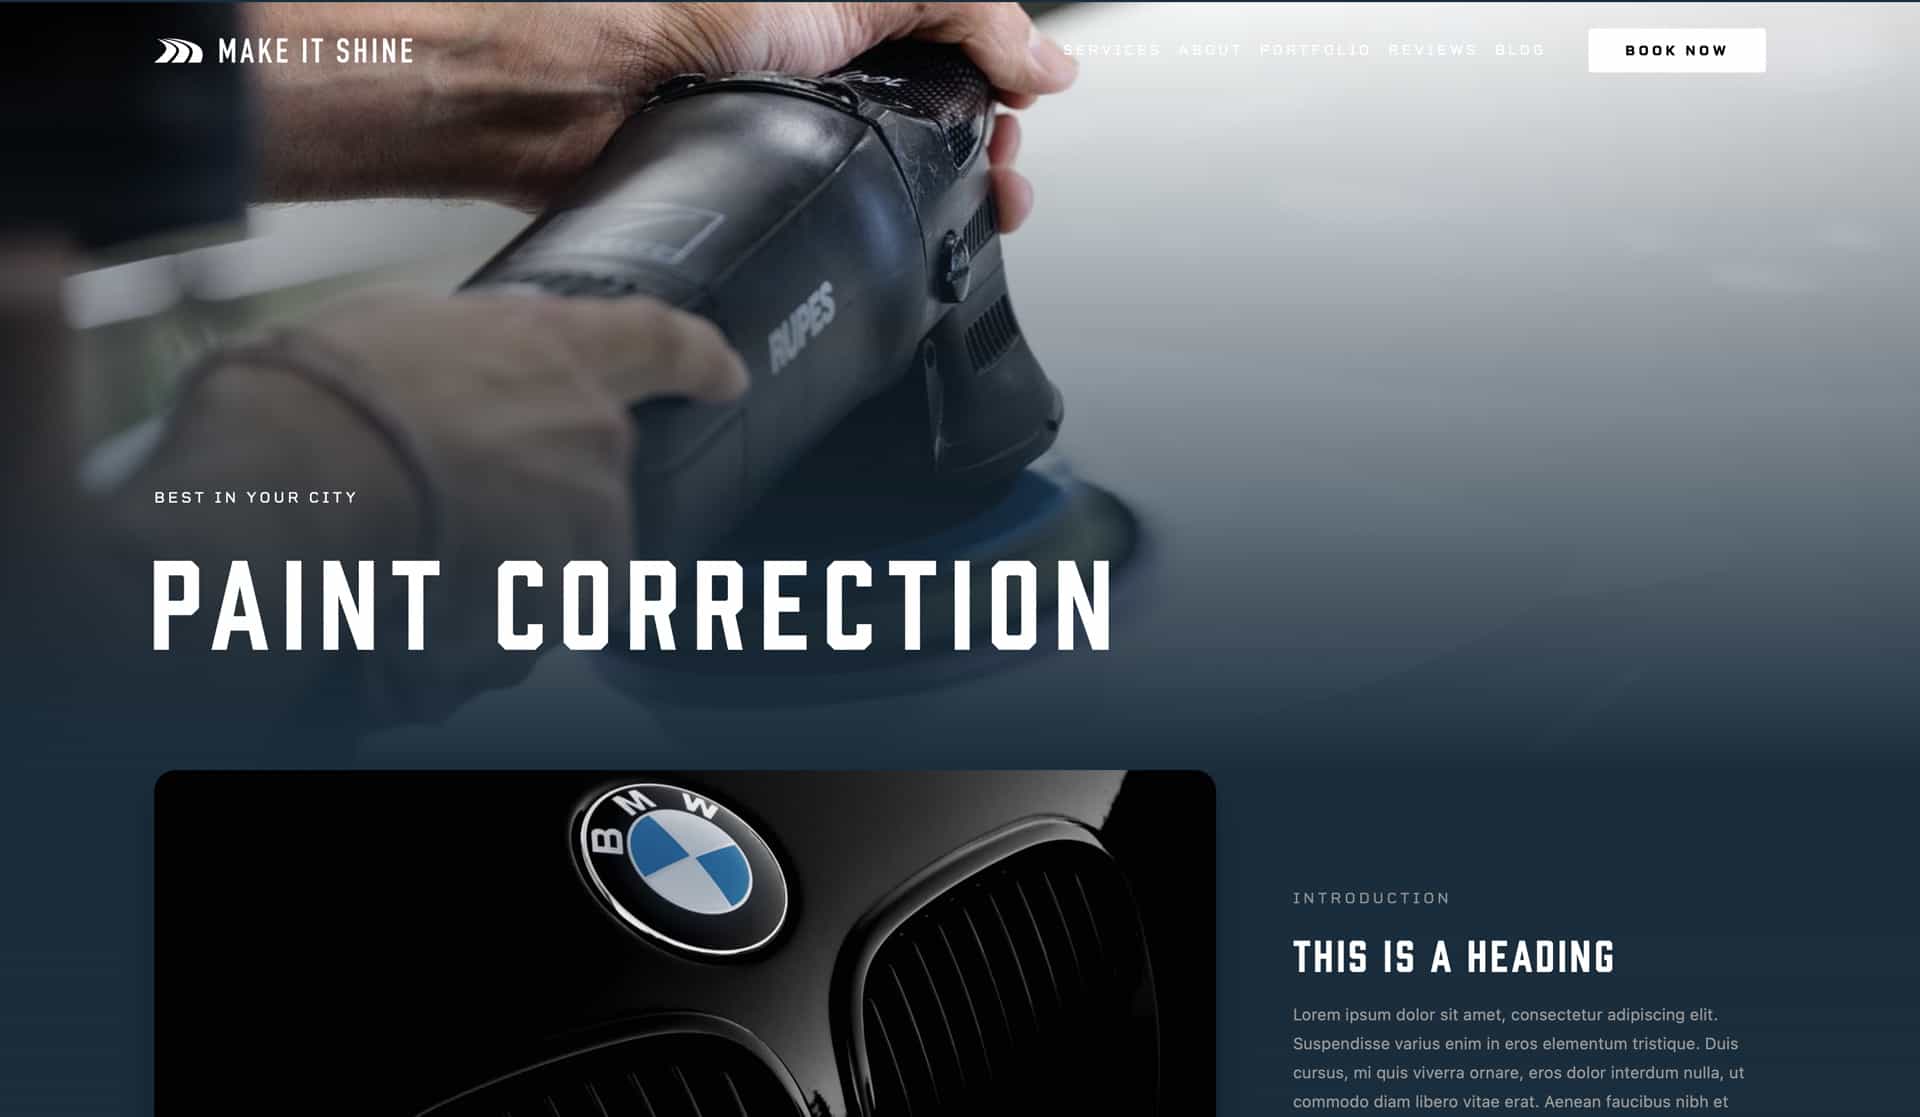 MAKE IT SHINE
SERVICES ABOUT PORTFOLIO REVIEWS BLOG
BOOK NOW
RUPES
BEST IN YOUR CITY
PAINT CORRECTION
BMW
INTRODUCTION
THIS IS A HEADING
Lorem ipsum dolor sit amet, consectetur adipiscing elit.
Suspendisse varius enim in eros elementum tristique. Duis
cursus, mi quis viverra ornare, eros dolor interdum nulla, ut
commodo diam libero vitae erat. Aenean faucibus nibh et